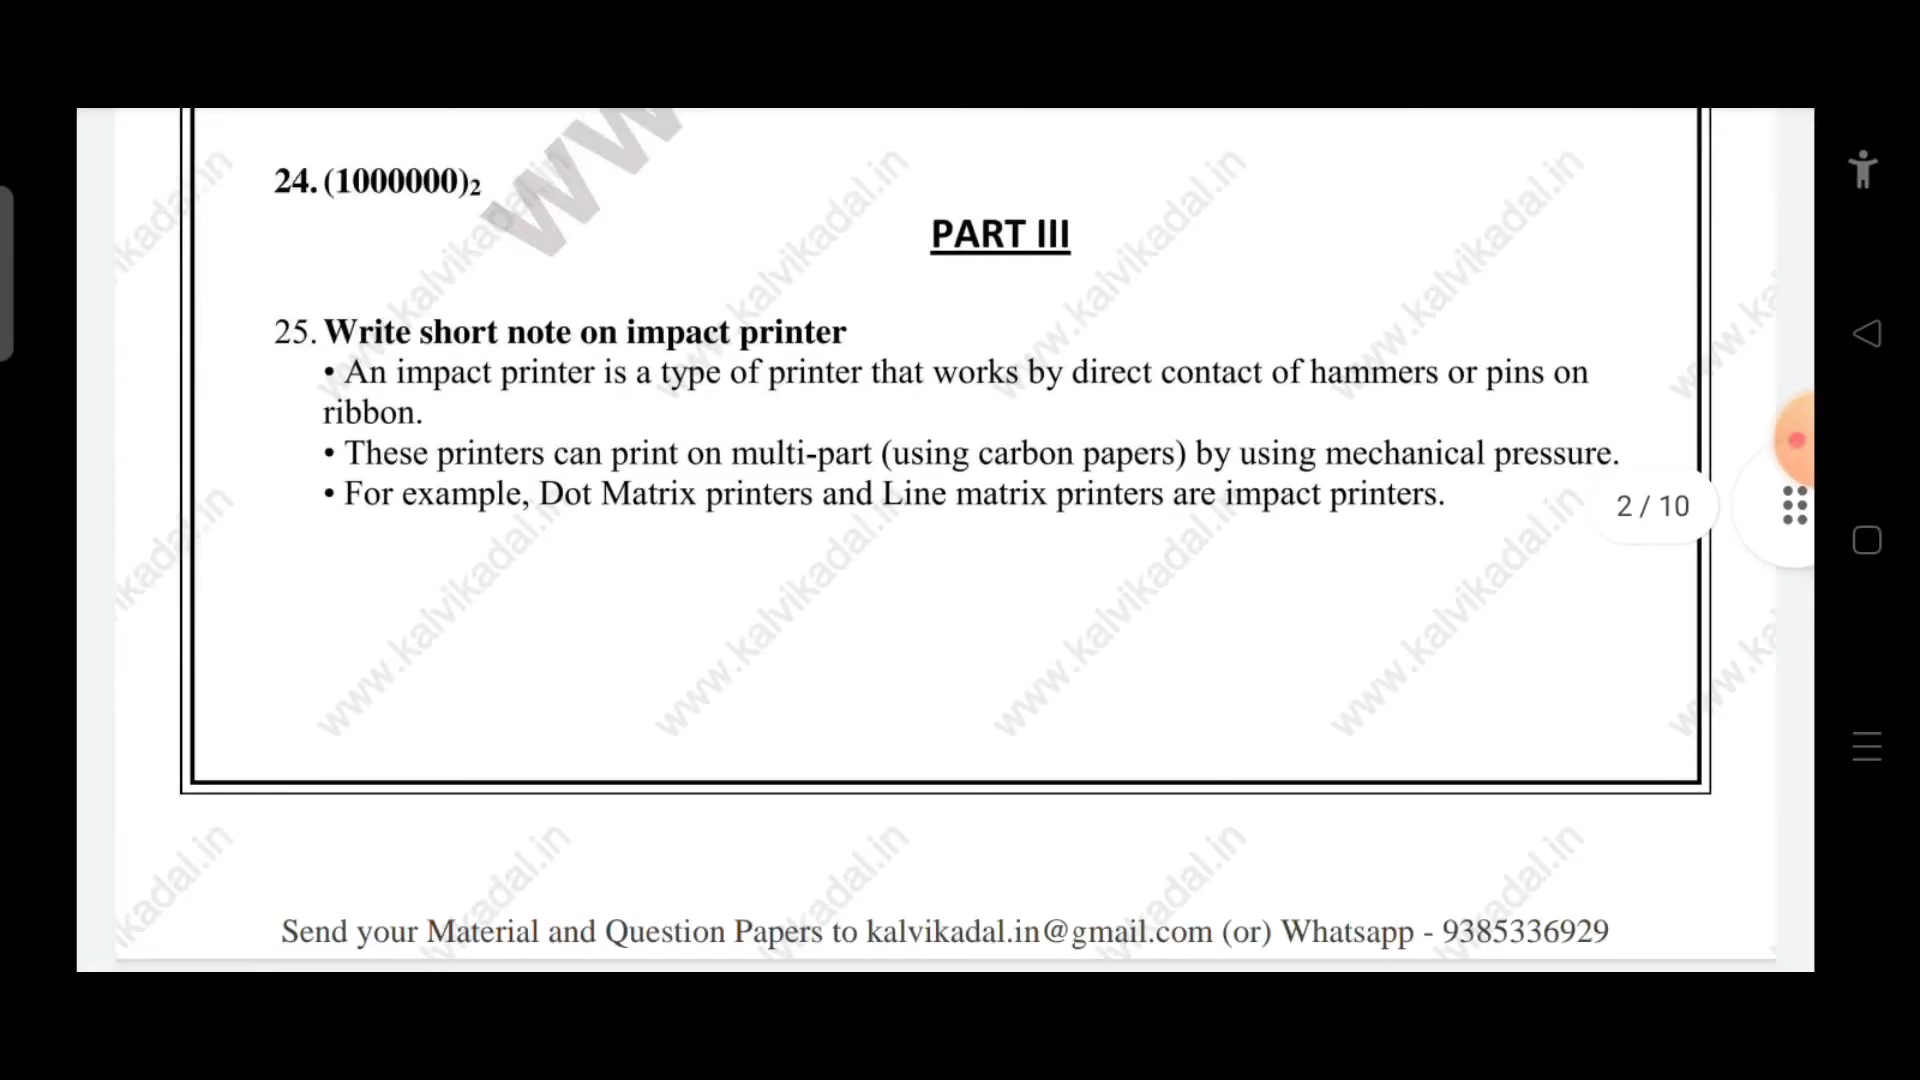 24. (1000000)₂
PART III
25. Write short note on impact printer
• An impact printer is a type of printer that works by direct contact of hammers or pins on
ribbon.
• These printers can print on multi-part (using carbon papers) by using mechanical pressure.
• For example, Dot Matrix printers and Line matrix printers are impact printers.
2 / 10
www.kalvikadal.in
Send your Material and Question Papers to kalvikadal.in@gmail.com (or) Whatsapp - 9385336929